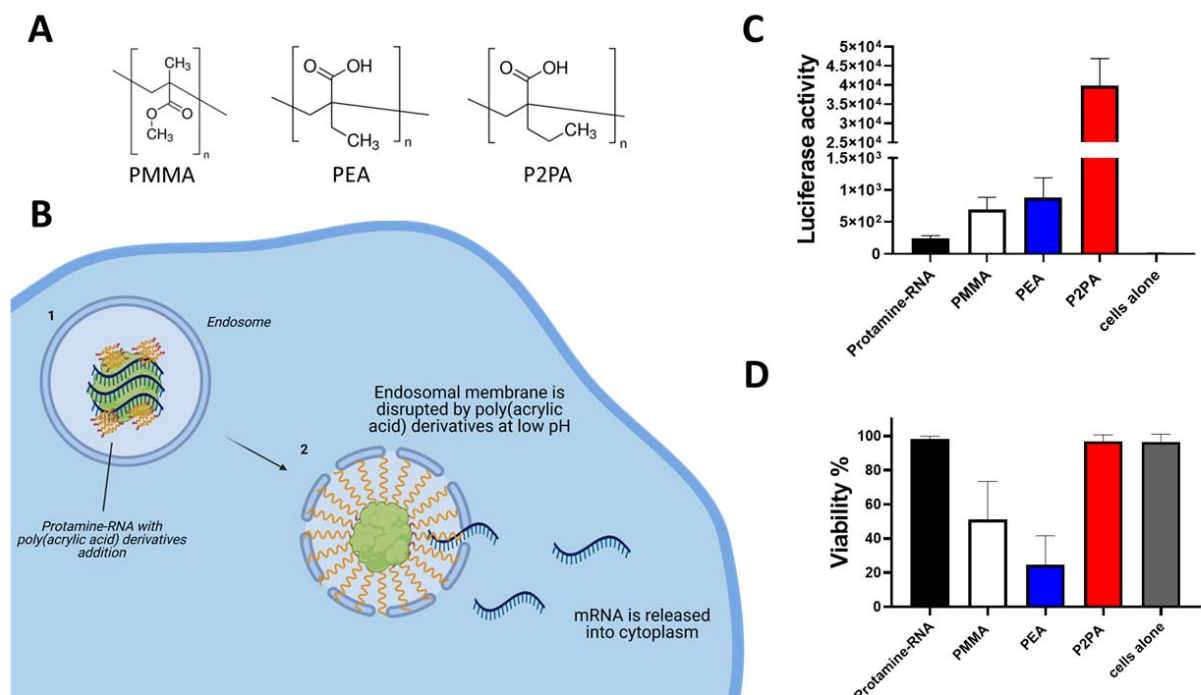 A
CH₃
O
O
CH₃
n
PMMA
O
OH
CH₃
n
PEA
O
OH
CH₃
n
P2PA
B
1
Endosome
Protamine-RNA with
poly(acrylic acid) derivatives
addition
2
Endosomal membrane is
disrupted by poly(acrylic
acid) derivatives at low pH
mRNA is released
into cytoplasm
C
Luciferase activity
5×10⁴
4.5×10⁴
4×10⁴
3.5×10⁴
3×10⁴
2.5×10⁴
1.5×10³
1×10³
5×10²
0
Protamine-RNA
PMMA
PEA
P2PA
cells alone
D
Viability %
100
80
60
40
20
0
Protamine-RNA
PMMA
PEA
P2PA
cells alone